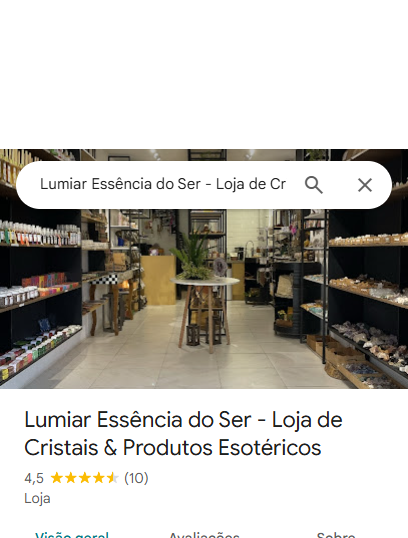 Lumiar Essência do Ser - Loja de Cr
Lumiar Essência do Ser - Loja de
Cristais & Produtos Esotéricos
4,5 (10)
Loja
Visão geral Avaliações Sobre